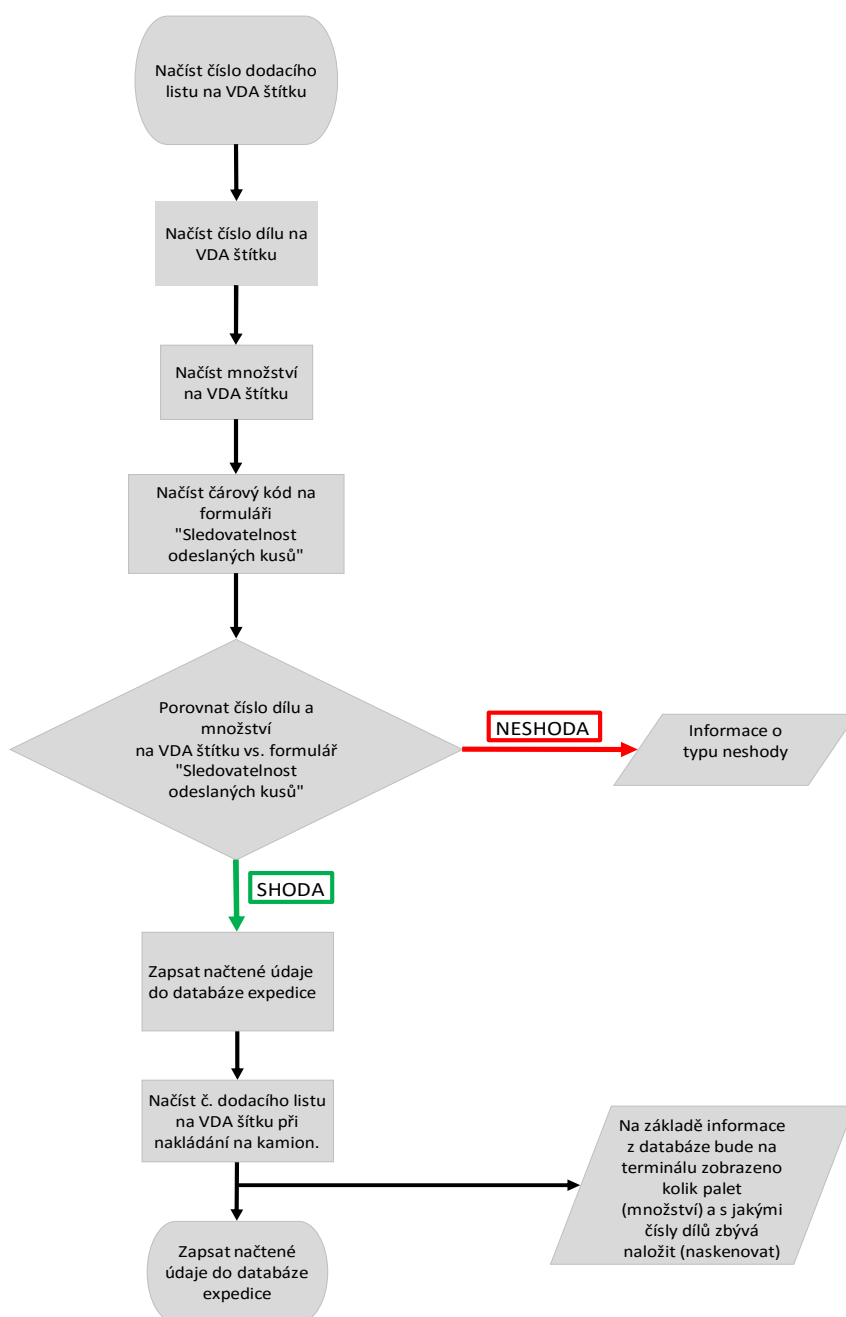 Načíst číslo dodacího
listu na VDA štítku
Načíst číslo dílu na
VDA štítku
Načíst množství
na VDA štítku
Načíst čárový kód na
formuláři
"Sledovatelnost
odeslaných kusů"
Porovnat číslo dílu a
množství
na VDA štítku vs. formulář
"Sledovatelnost
odeslaných kusů"
NESHODA
Informace o
typu neshody
SHODA
Zapsat načtené údaje
do databáze expedice
Načíst č. dodacího listu
na VDA šítku při
nakládání na kamion.
Na základě informace
z databáze bude na
terminálu zobrazeno
kolik palet
(množství) a s jakými
čísly dílů zbývá
naložit (naskenovat)
Zapsat načtené
údaje do databáze
expedice